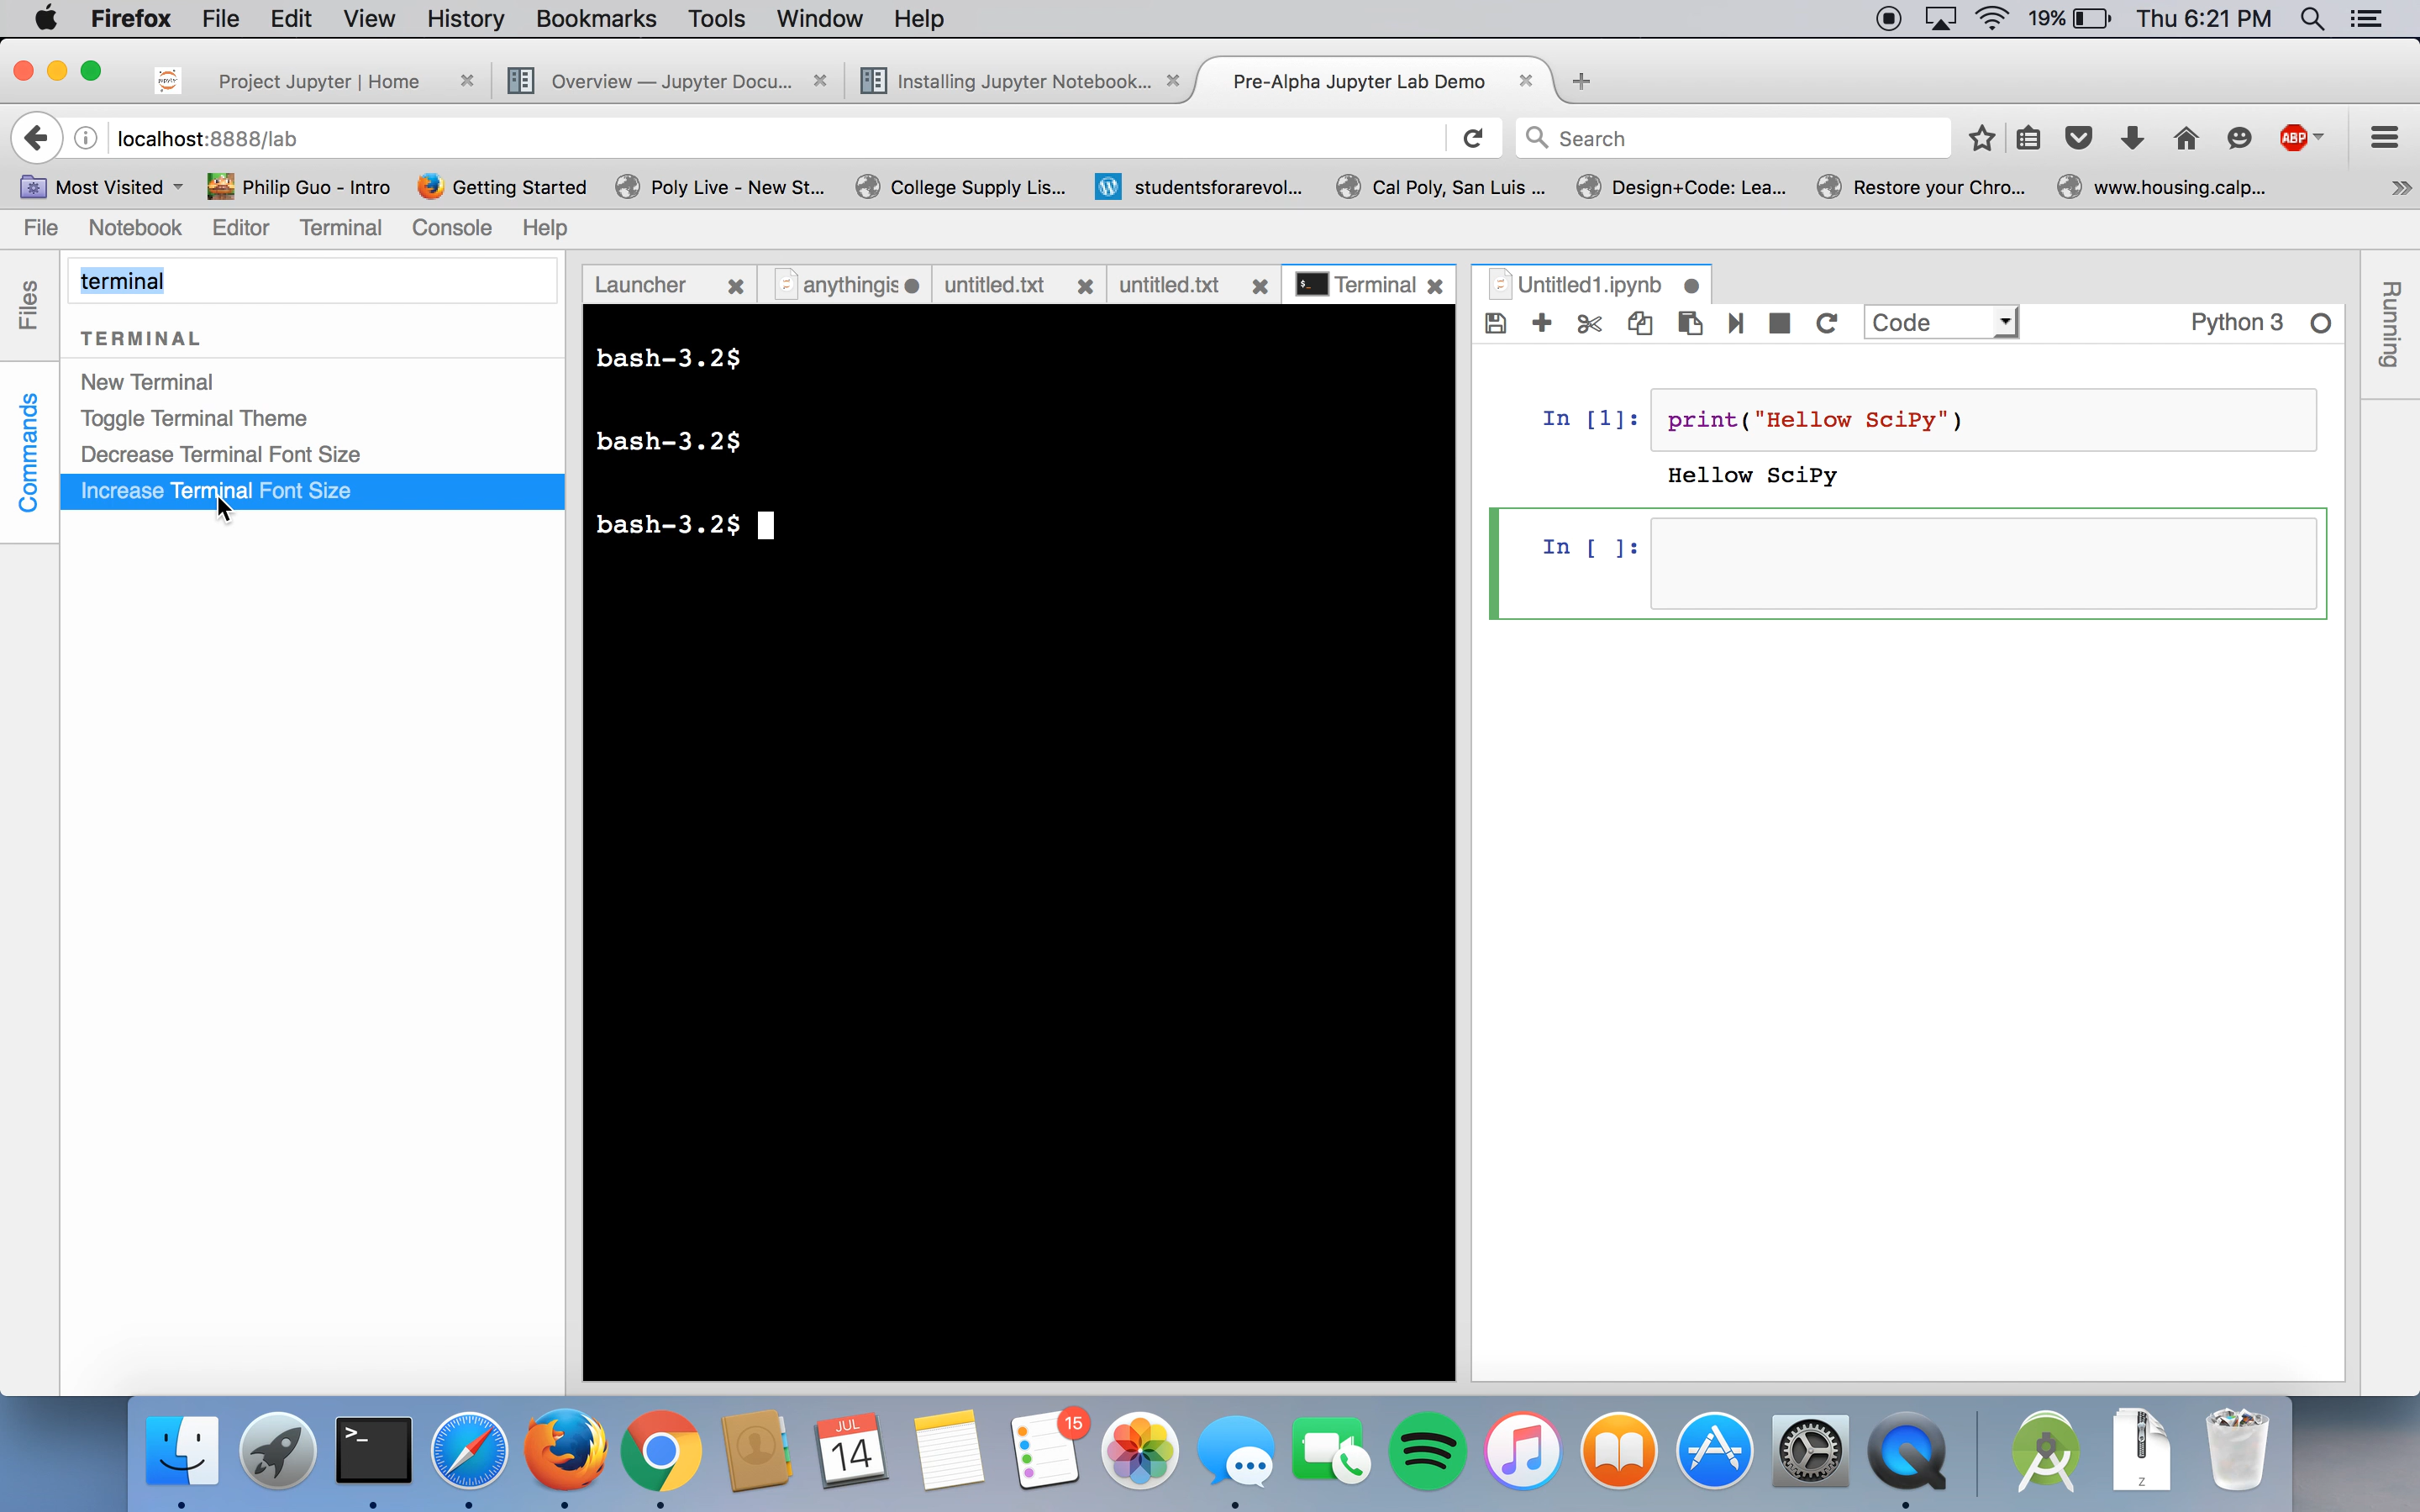 Firefox File Edit View History Bookmarks Tools Window Help 19% Thu 6:21 PM
Project Jupyter | Home Overview — Jupyter Docu... Installing Jupyter Notebook... Pre-Alpha Jupyter Lab Demo
localhost:8888/lab Search ABP
Most Visited Philip Guo - Intro Getting Started Poly Live - New St... College Supply Lis... studentsforarevol... Cal Poly, San Luis ... Design+Code: Lea... Restore your Chro... www.housing.calp...
File Notebook Editor Terminal Console Help
Files
Commands
terminal
TERMINAL
New Terminal
Toggle Terminal Theme
Decrease Terminal Font Size
Increase Terminal Font Size
Launcher anythingis untitled.txt untitled.txt Terminal
bash-3.2$
bash-3.2$
bash-3.2$
Untitled1.ipynb
Code Python 3
In [1]: print("Hellow SciPy")
Hellow SciPy
In [ ]:
Running
JUL
14
15
Z